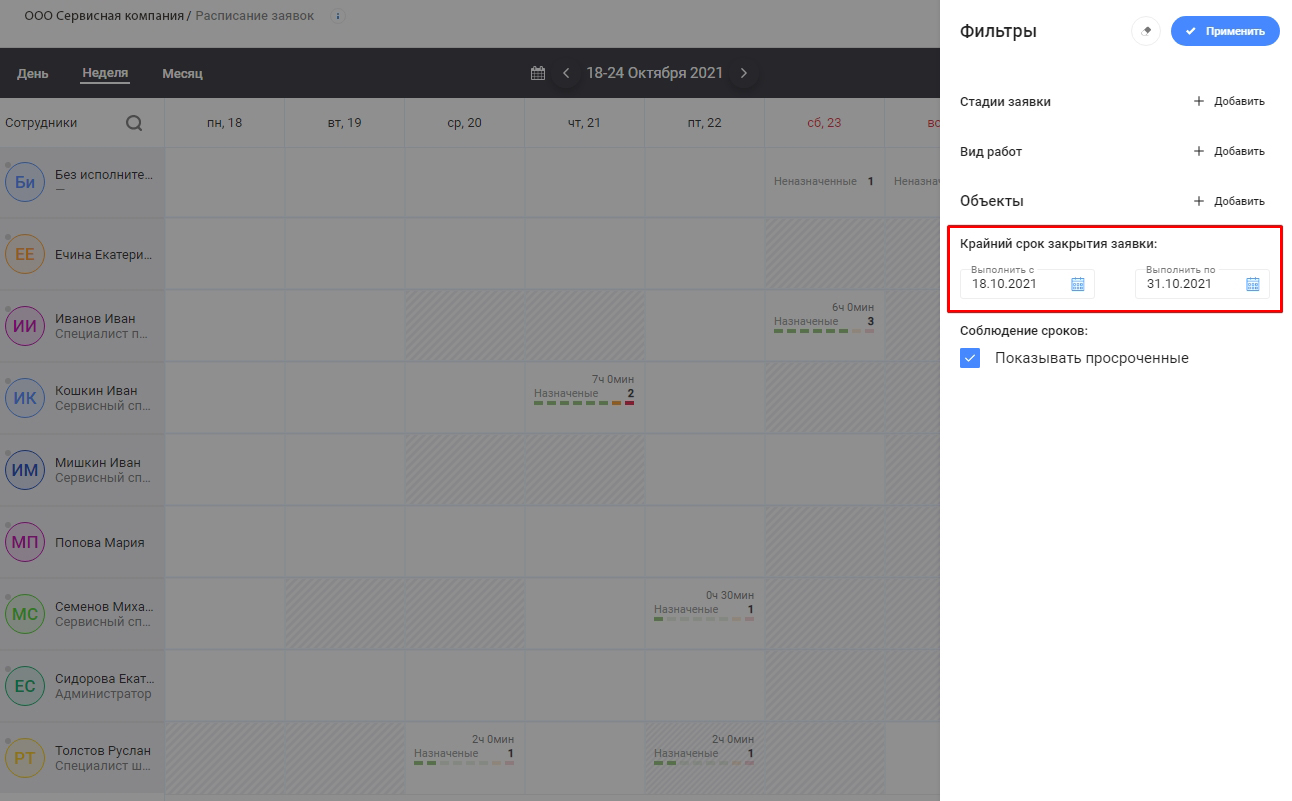 ООО Сервисная компания / Расписание заявок
День Неделя Месяц 18-24 Октября 2021
Сотрудники пн, 18 вт, 19 ср, 20 чт, 21 пт, 22 сб, 23 вс
Би Без исполните...
—
Неназначенные 1 Неназнач
ЕЕ Ечина Екатери...
ИИ Иванов Иван
Специалист п...
6ч 0мин
Назначеные 3
ИК Кошкин Иван
Сервисный сп...
7ч 0мин
Назначеные 2
ИМ Мишкин Иван
Сервисный сп...
МП Попова Мария
МС Семенов Миха...
Сервисный сп...
0ч 30мин
Назначеные 1
ЕС Сидорова Екат...
Администратор
РТ Толстов Руслан
Специалист ш...
2ч 0мин
Назначеные 1
2ч 0мин
Назначеные 1
Фильтры Применить
Стадии заявки + Добавить
Вид работ + Добавить
Объекты + Добавить
Крайний срок закрытия заявки:
Выполнить с Выполнить по
18.10.2021 31.10.2021
Соблюдение сроков:
Показывать просроченные